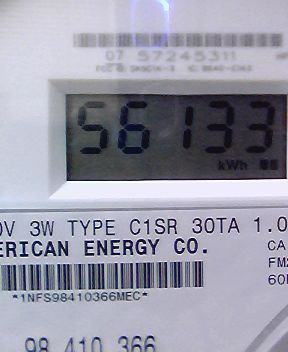 07 57245311
56133
kWh
0V 3W TYPE C1SR 30TA 1.0
ERICAN ENERGY CO.
CA
*1NFS98410366MEC*
FM2
60
98 410 366